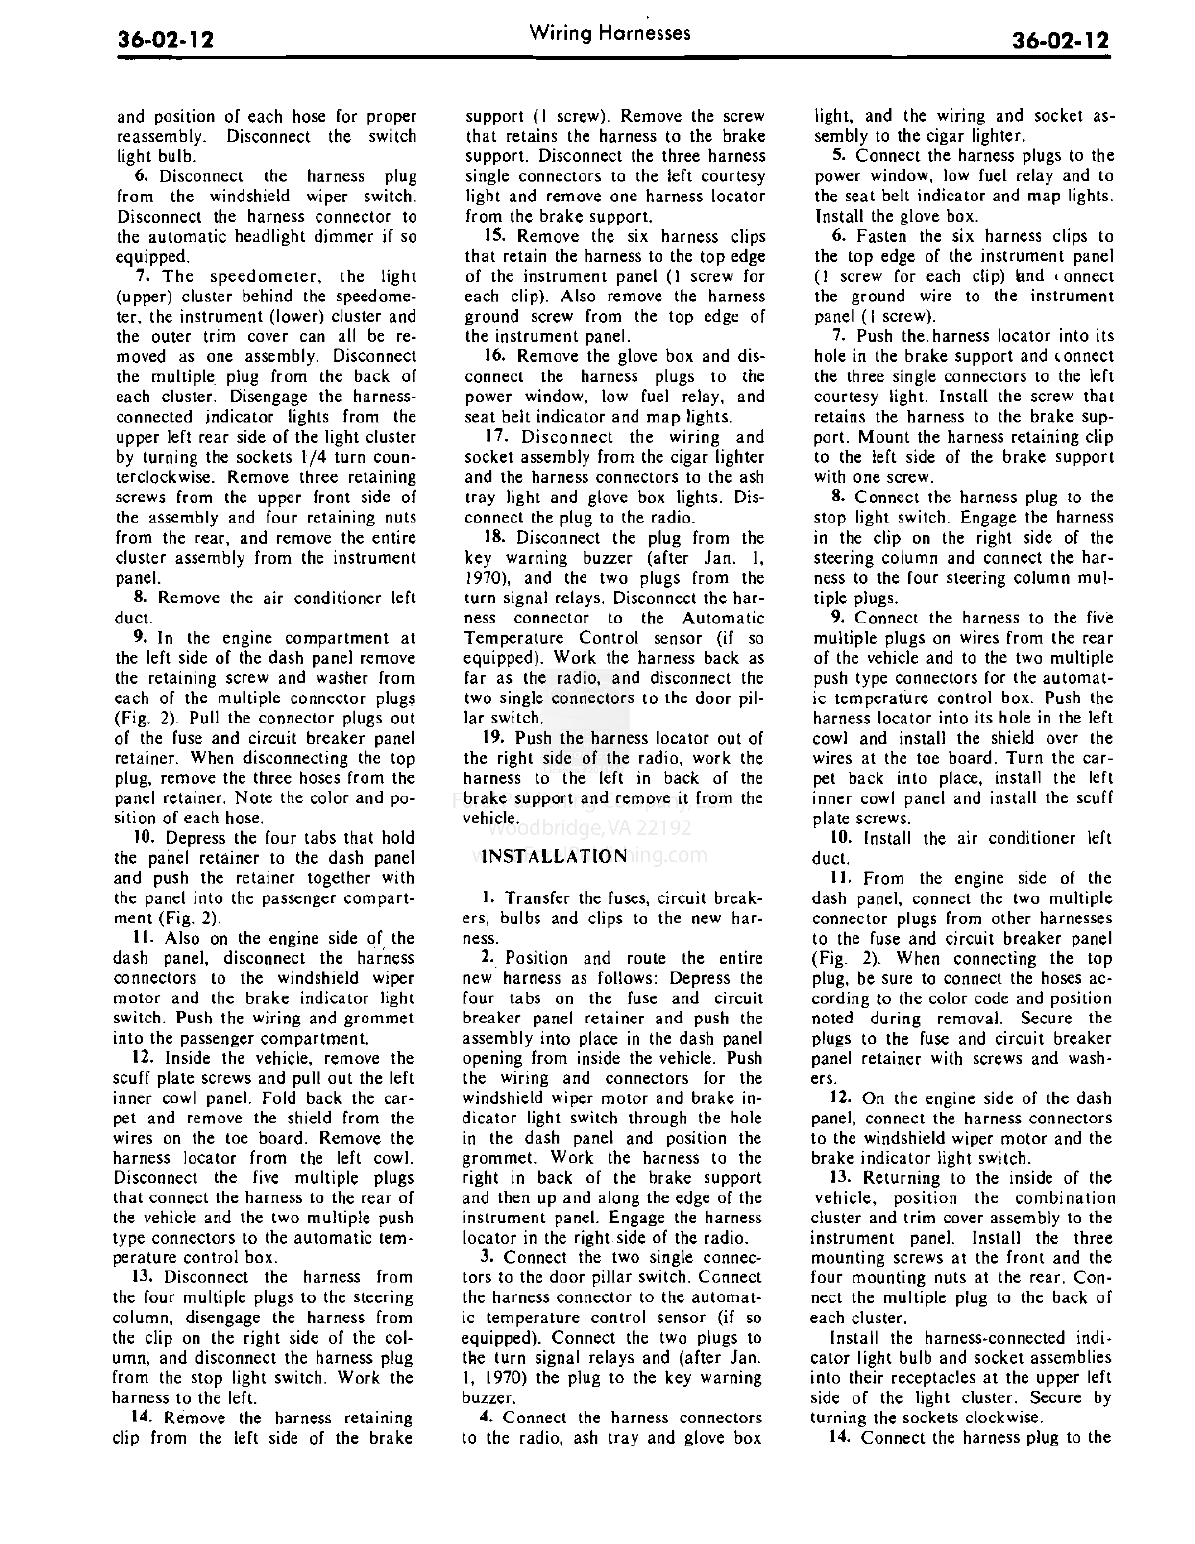 36-02-12
Wiring Harnesses
36-02-12
and position of each hose for proper
reassembly. Disconnect the switch
light bulb.
6. Disconnect the harness plug
from the windshield wiper switch.
Disconnect the harness connector to
the automatic headlight dimmer if so
equipped.
7. The speedometer, the light
(upper) cluster behind the speedome-
ter, the instrument (lower) cluster and
the outer trim cover can all be re-
moved as one assembly. Disconnect
the multiple plug from the back of
each cluster. Disengage the harness-
connected indicator lights from the
upper left rear side of the light cluster
by turning the sockets 1/4 turn coun-
terclockwise. Remove three retaining
screws from the upper front side of
the assembly and four retaining nuts
from the rear, and remove the entire
cluster assembly from the instrument
panel.
8. Remove the air conditioner left
duct.
9. In the engine compartment at
the left side of the dash panel remove
the retaining screw and washer from
each of the multiple connector plugs
(Fig. 2). Pull the connector plugs out
of the fuse and circuit breaker panel
retainer. When disconnecting the top
plug, remove the three hoses from the
panel retainer. Note the color and po-
sition of each hose.
10. Depress the four tabs that hold
the panel retainer to the dash panel
and push the retainer together with
the panel into the passenger compart-
ment (Fig. 2).
11. Also on the engine side of the
dash panel, disconnect the harness
connectors to the windshield wiper
motor and the brake indicator light
switch. Push the wiring and grommet
into the passenger compartment.
12. Inside the vehicle, remove the
scuff plate screws and pull out the left
inner cowl panel. Fold back the car-
pet and remove the shield from the
wires on the toe board. Remove the
harness locator from the left cowl.
Disconnect the five multiple plugs
that connect the harness to the rear of
the vehicle and the two multiple push
type connectors to the automatic tem-
perature control box.
13. Disconnect the harness from
the four multiple plugs to the steering
column, disengage the harness from
the clip on the right side of the col-
umn, and disconnect the harness plug
from the stop light switch. Work the
harness to the left.
14. Remove the harness retaining
clip from the left side of the brake
support (1 screw). Remove the screw
that retains the harness to the brake
support. Disconnect the three harness
single connectors to the left courtesy
light and remove one harness locator
from the brake support.
15. Remove the six harness clips
that retain the harness to the top edge
of the instrument panel (1 screw for
each clip). Also remove the harness
ground screw from the top edge of
the instrument panel.
16. Remove the glove box and dis-
connect the harness plugs to the
power window, low fuel relay, and
seat belt indicator and map lights.
17. Disconnect the wiring and
socket assembly from the cigar lighter
and the harness connectors to the ash
tray light and glove box lights. Dis-
connect the plug to the radio.
18. Disconnect the plug from the
key warning buzzer (after Jan. 1,
1970), and the two plugs from the
turn signal relays. Disconnect the har-
ness connector to the Automatic
Temperature Control sensor (if so
equipped). Work the harness back as
far as the radio, and disconnect the
two single connectors to the door pil-
lar switch.
19. Push the harness locator out of
the right side of the radio, work the
harness to the left in back of the
brake support and remove it from the
vehicle.
Company, LLC
Woodbridge, VA 22192
INSTALLATION
1. Transfer the fuses, circuit break-
ers, bulbs and clips to the new har-
ness.
2. Position and route the entire
new harness as follows: Depress the
four tabs on the fuse and circuit
breaker panel retainer and push the
assembly into place in the dash panel
opening from inside the vehicle. Push
the wiring and connectors for the
windshield wiper motor and brake in-
dicator light switch through the hole
in the dash panel and position the
grommet. Work the harness to the
right in back of the brake support
and then up and along the edge of the
instrument panel. Engage the harness
locator in the right side of the radio.
3. Connect the two single connec-
tors to the door pillar switch. Connect
the harness connector to the automat-
ic temperature control sensor (if so
equipped). Connect the two plugs to
the turn signal relays and (after Jan.
1, 1970) the plug to the key warning
buzzer.
4. Connect the harness connectors
to the radio, ash tray and glove box
light, and the wiring and socket as-
sembly to the cigar lighter.
5. Connect the harness plugs to the
power window, low fuel relay and to
the seat belt indicator and map lights.
Install the glove box.
6. Fasten the six harness clips to
the top edge of the instrument panel
(1 screw for each clip) and connect
the ground wire to the instrument
panel (1 screw).
7. Push the harness locator into its
hole in the brake support and connect
the three single connectors to the left
courtesy light. Install the screw that
retains the harness to the brake sup-
port. Mount the harness retaining clip
to the left side of the brake support
with one screw.
8. Connect the harness plug to the
stop light switch. Engage the harness
in the clip on the right side of the
steering column and connect the har-
ness to the four steering column mul-
tiple plugs.
9. Connect the harness to the five
multiple plugs on wires from the rear
of the vehicle and to the two multiple
push type connectors for the automat-
ic temperature control box. Push the
harness locator into its hole in the left
cowl and install the shield over the
wires at the toe board. Turn the car-
pet back into place, install the left
inner cowl panel and install the scuff
plate screws.
10. Install the air conditioner left
duct.
11. From the engine side of the
dash panel, connect the two multiple
connector plugs from other harnesses
to the fuse and circuit breaker panel
(Fig. 2). When connecting the top
plug, be sure to connect the hoses ac-
cording to the color code and position
noted during removal. Secure the
plugs to the fuse and circuit breaker
panel retainer with screws and wash-
ers.
12. On the engine side of the dash
panel, connect the harness connectors
to the windshield wiper motor and the
brake indicator light switch.
13. Returning to the inside of the
vehicle, position the combination
cluster and trim cover assembly to the
instrument panel. Install the three
mounting screws at the front and the
four mounting nuts at the rear. Con-
nect the multiple plug to the back of
each cluster.
Install the harness-connected indi-
cator light bulb and socket assemblies
into their receptacles at the upper left
side of the light cluster. Secure by
turning the sockets clockwise.
14. Connect the harness plug to the